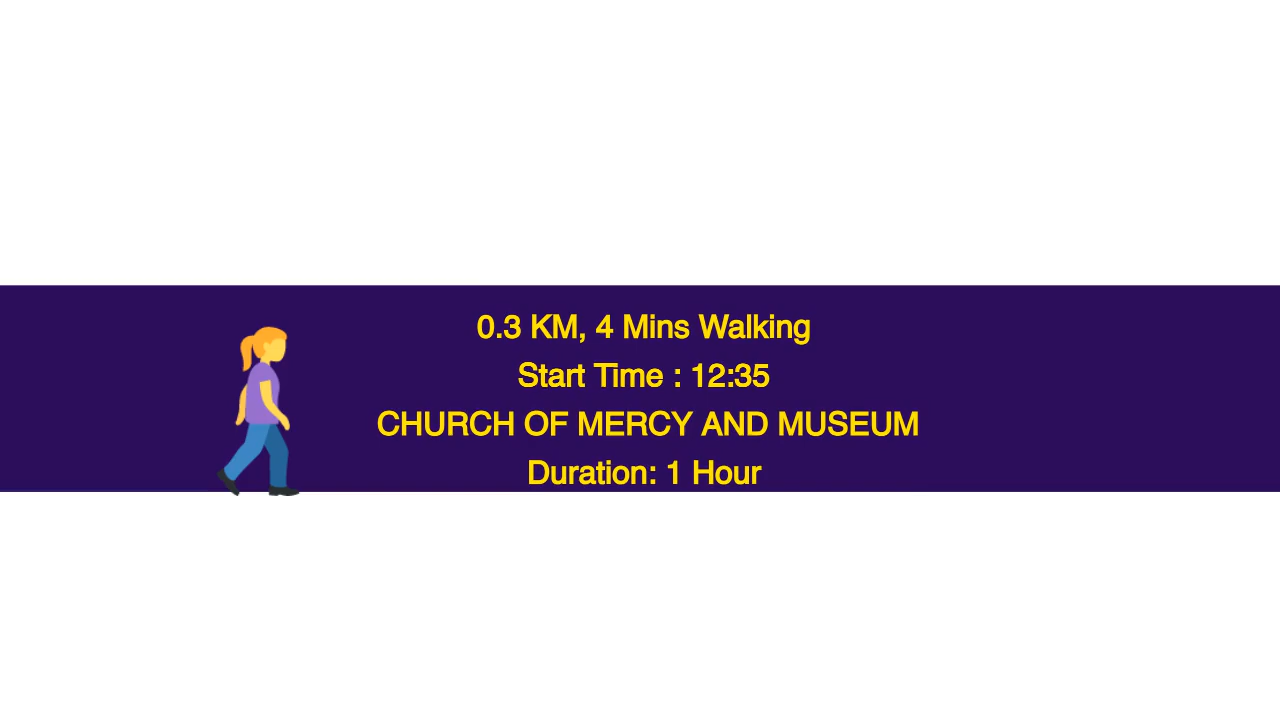 0.3 KM, 4 Mins Walking
Start Time : 12:35
CHURCH OF MERCY AND MUSEUM
Duration: 1 Hour